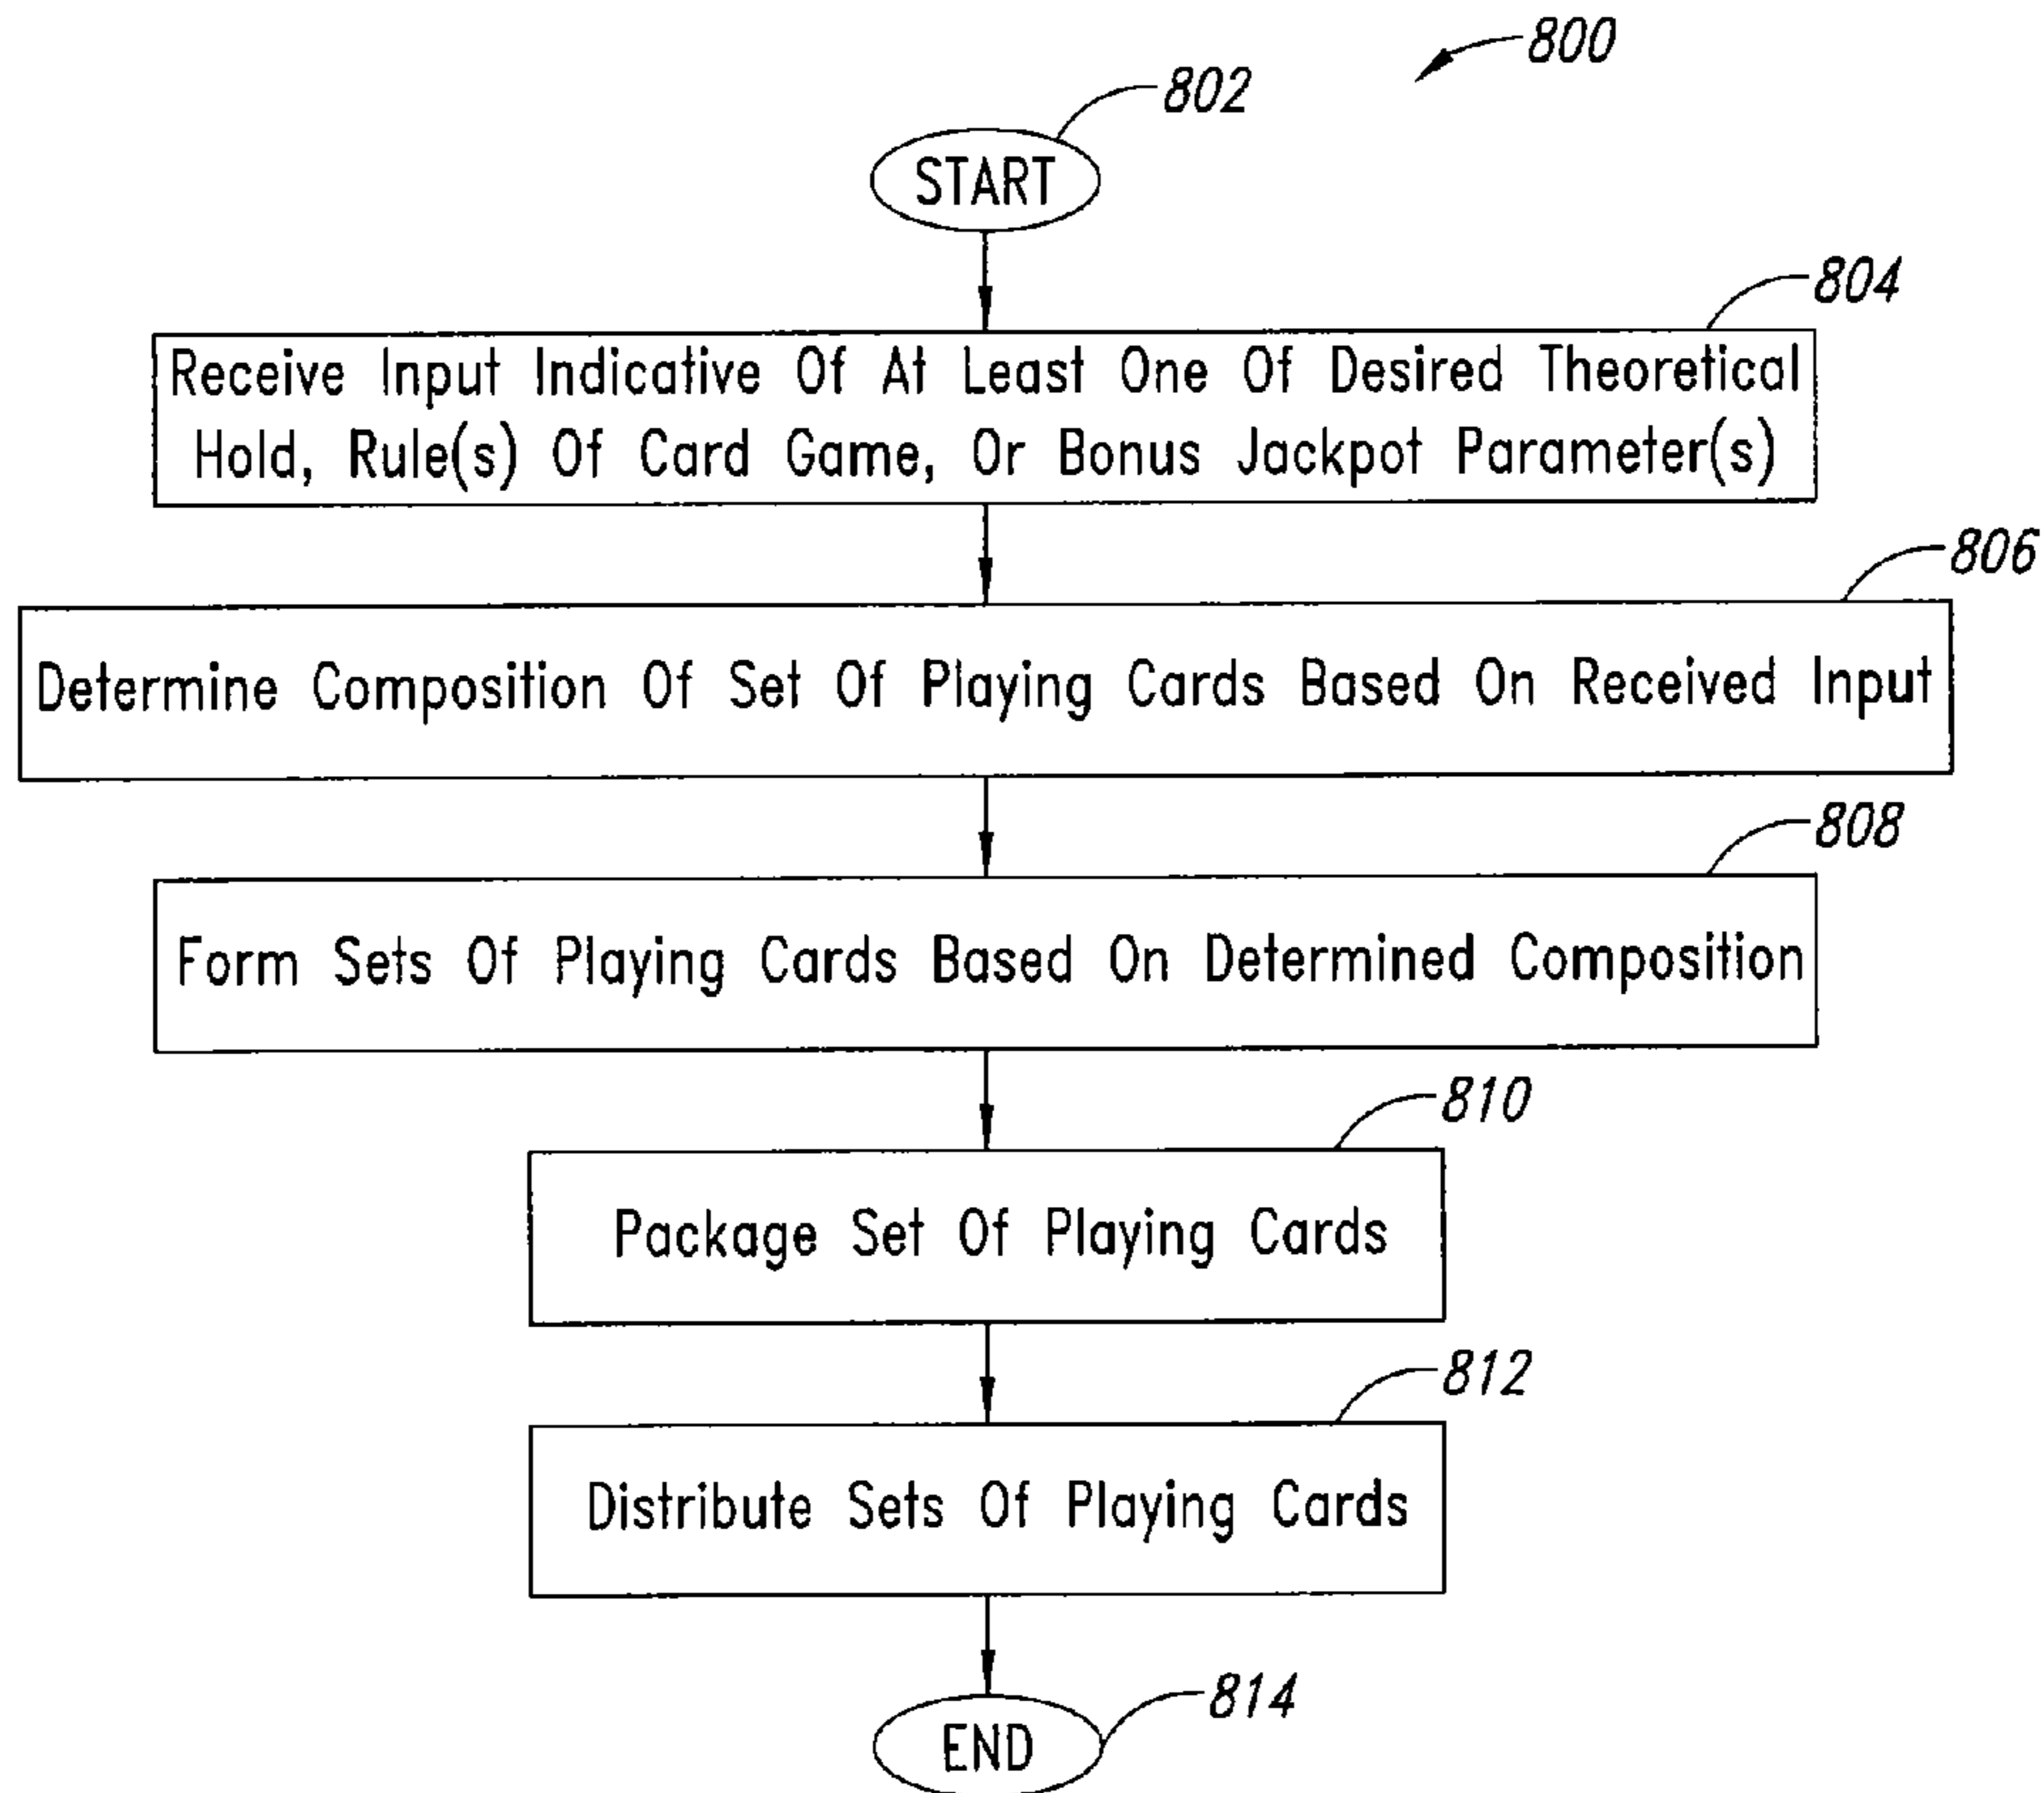 800
802
START
804
Receive Input Indicative Of At Least One Of Desired Theoretical
Hold, Rule(s) Of Card Game, Or Bonus Jackpot Parameter(s)
806
Determine Composition Of Set Of Playing Cards Based On Received Input
808
Form Sets Of Playing Cards Based On Determined Composition
810
Package Set Of Playing Cards
812
Distribute Sets Of Playing Cards
814
END